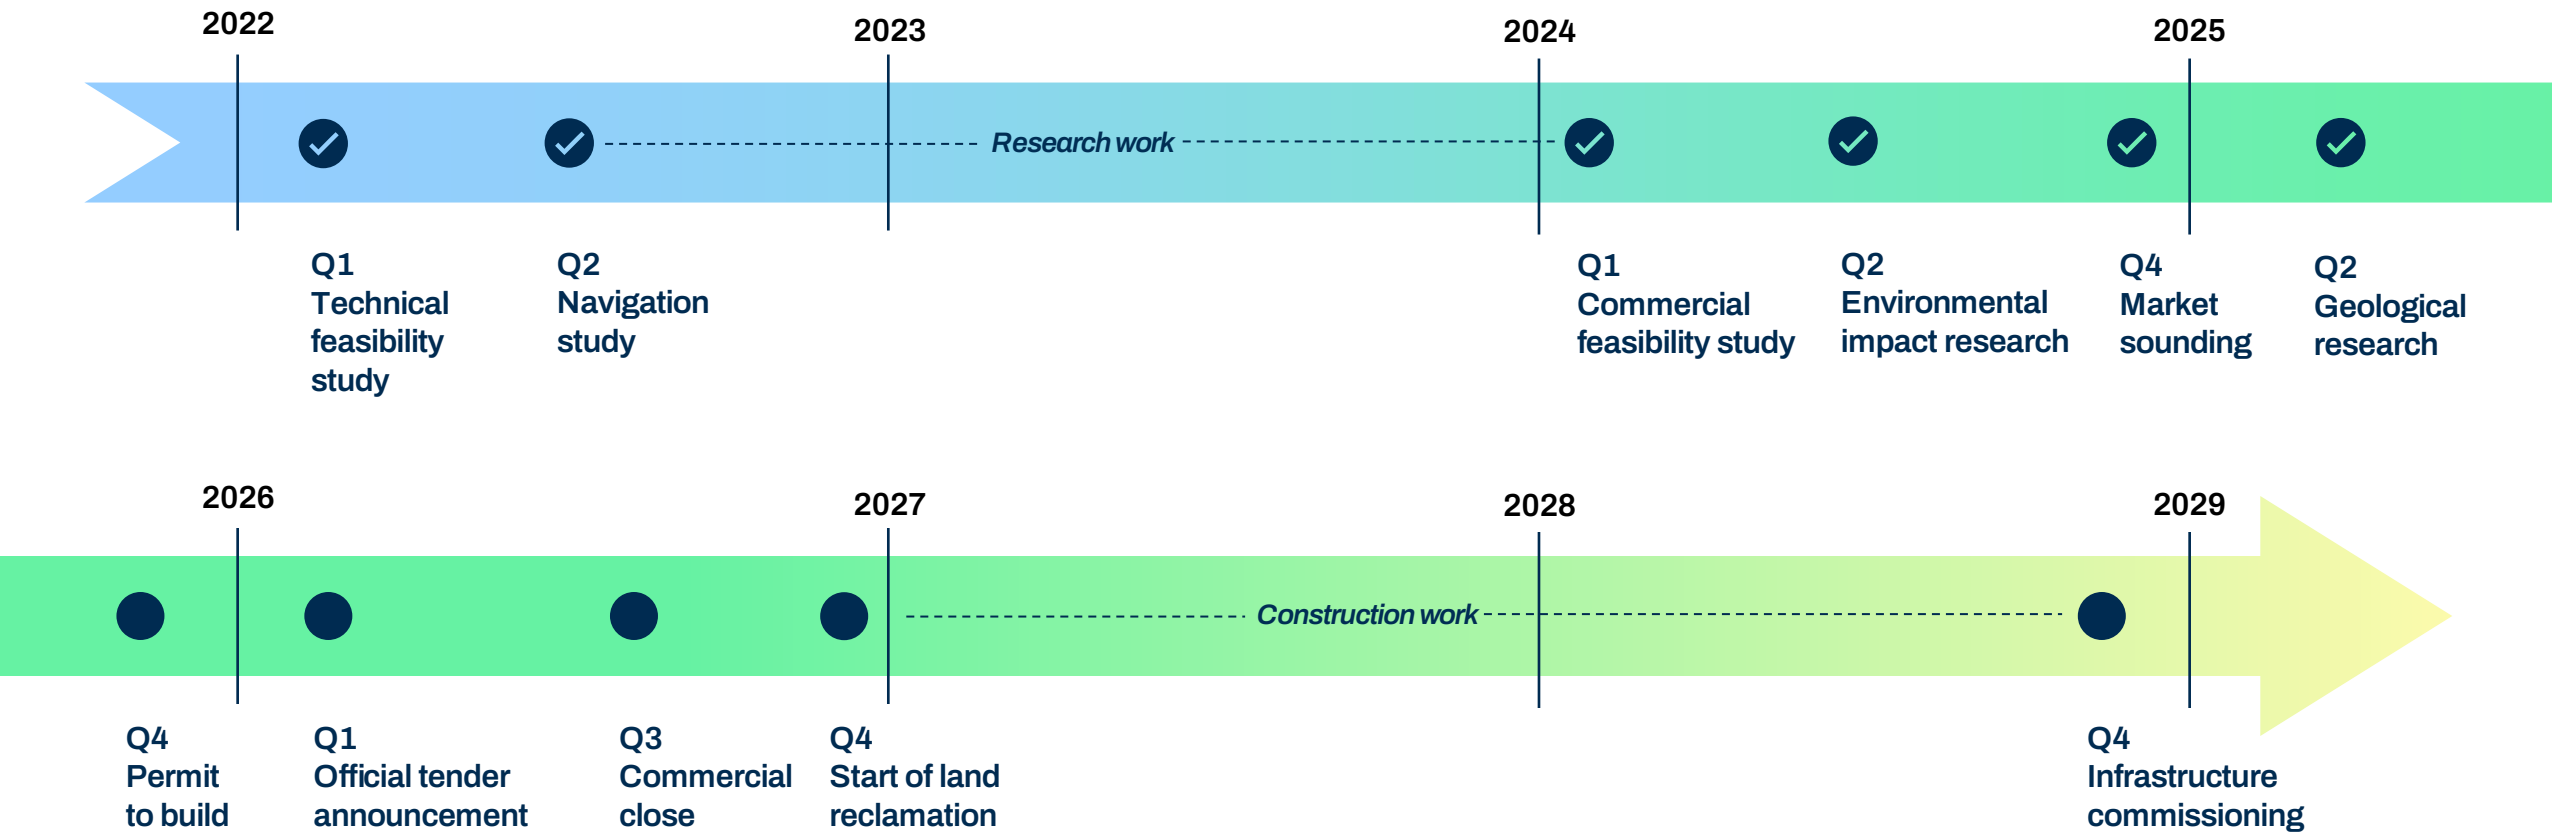 2022
2023
2024
2025
Research work
Q1
Technical
feasibility
study
Q2
Navigation
study
Q1
Commercial
feasibility study
Q2
Environmental
impact research
Q4
Market
sounding
Q2
Geological
research
2026
2027
2028
2029
Construction work
Q4
Permit
to build
Q1
Official tender
announcement
Q3
Commercial
close
Q4
Start of land
reclamation
Q4
Infrastructure
commissioning